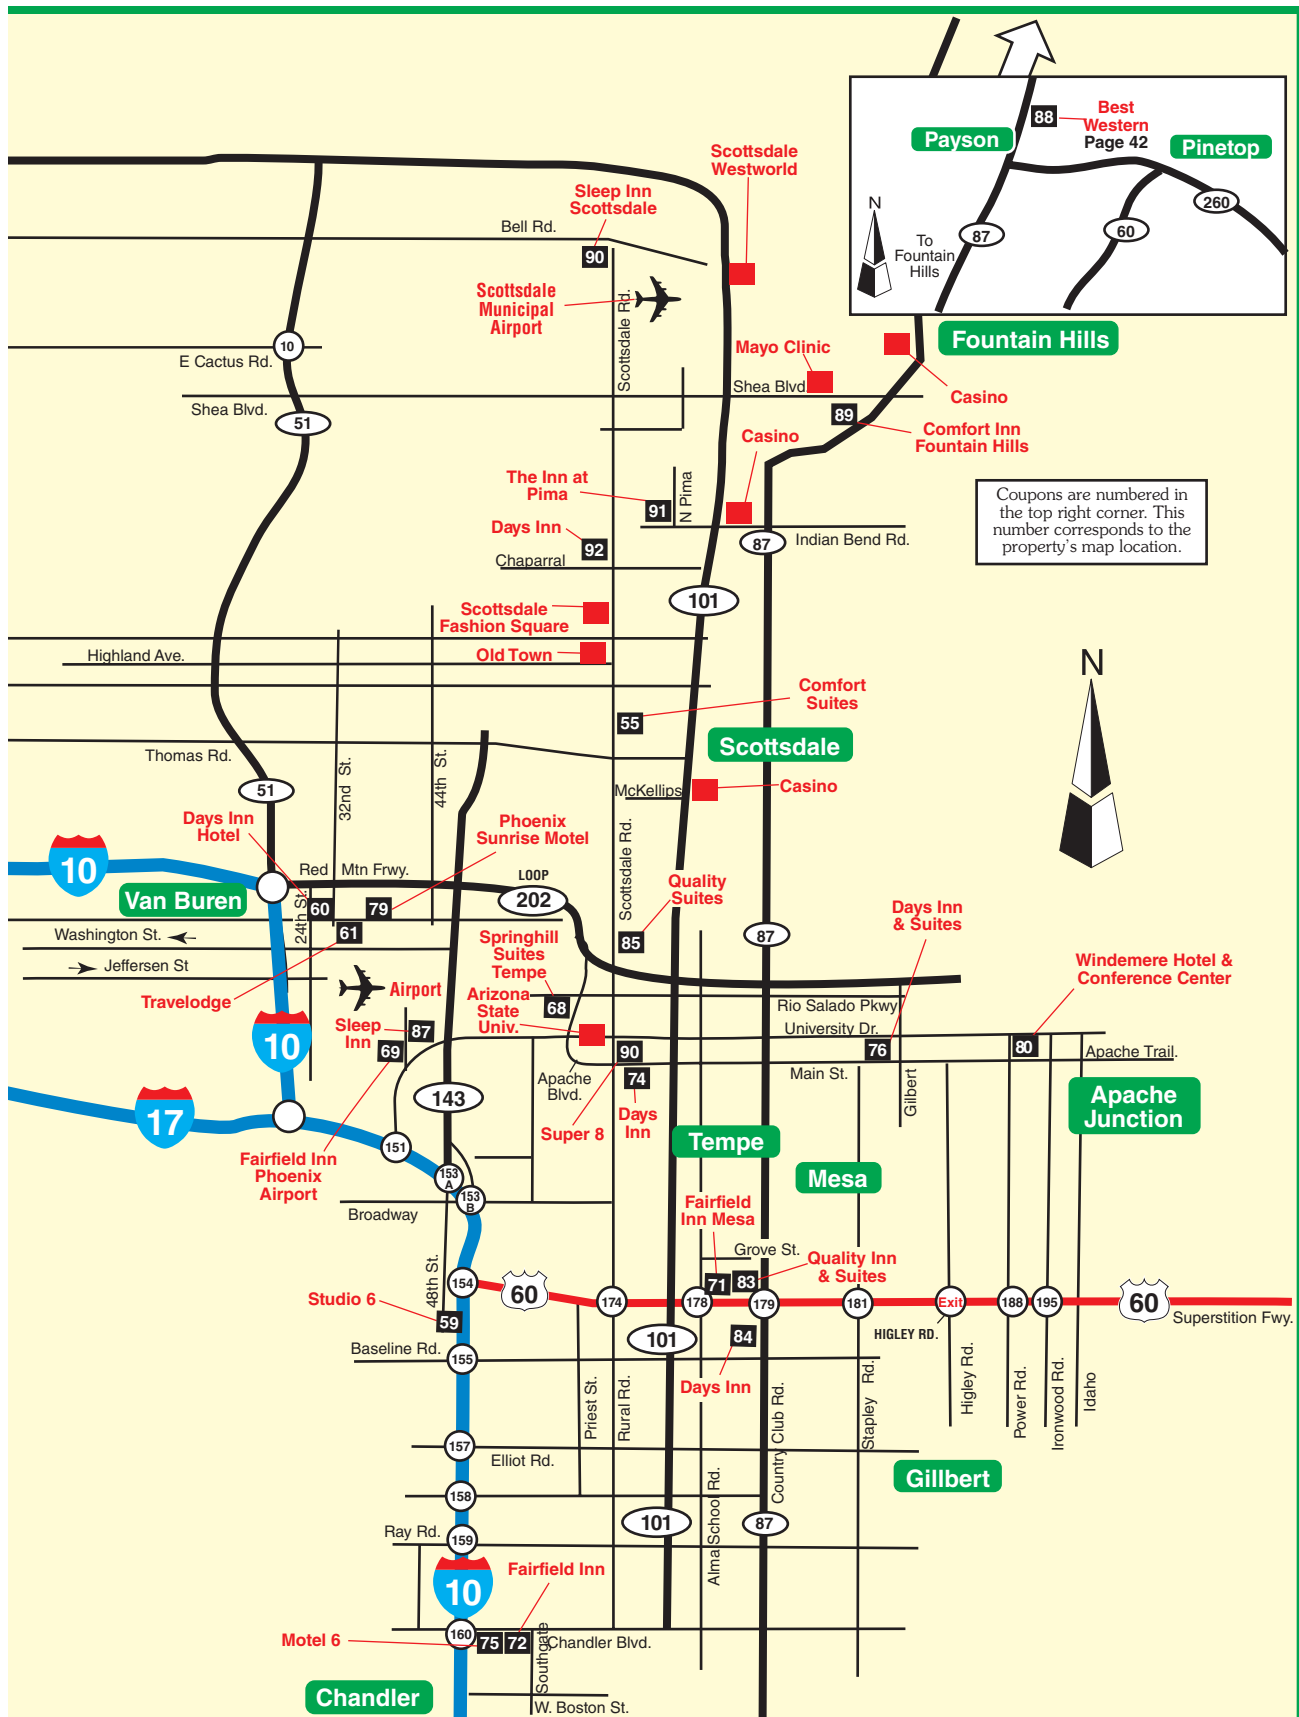 88
Best
Western
Page 42
Payson
Pinetop
N
260
87
60
To
Fountain
Hills
Scottsdale
Westworld
Sleep Inn
Scottsdale
Bell Rd.
90
Scottsdale
Municipal
Airport
Scottsdale Rd.
Fountain Hills
10
E Cactus Rd.
Mayo Clinic
Casino
Shea Blvd.
Shea Blvd.
51
89
Comfort Inn
Fountain Hills
Casino
The Inn at
Pima
91
N Pima
Coupons are numbered in
the top right corner. This
number corresponds to the
property's map location.
Days Inn
92
87
Indian Bend Rd.
Chaparral
101
Scottsdale
Fashion Square
Highland Ave.
Old Town
N
Comfort
Suites
55
Scottsdale
Thomas Rd.
32nd St.
44th St.
51
McKellips
Casino
Days Inn
Hotel
Phoenix
Sunrise Motel
Scottsdale Rd.
10
Red Mtn Frwy.
LOOP
202
Quality
Suites
Van Buren
24th St.
60
79
61
85
87
Days Inn
& Suites
Washington St.
Springhill
Suites
Tempe
Jeffersen St
Windemere Hotel &
Conference Center
Travelodge
Airport
Arizona
State
Univ.
68
Rio Salado Pkwy
University Dr.
Sleep
Inn
87
69
10
90
76
80
Apache Trail.
Apache
Blvd.
74
Main St.
Gilbert
143
17
Days
Inn
Super 8
Apache
Junction
151
Tempe
Fairfield Inn
Phoenix
Airport
153
A
153
B
Mesa
Broadway
Fairfield
Inn Mesa
Grove St.
Quality Inn
& Suites
48th St.
154
60
71
83
174
178
179
181
Exit
188
195
60
Superstition Fwy.
HIGLEY RD.
Studio 6
59
101
84
Baseline Rd.
155
Days Inn
Priest St.
Rural Rd.
Country Club Rd.
Stapley Rd.
Higley Rd.
Power Rd.
Ironwood Rd.
Idaho
157
Elliot Rd.
Gillbert
158
Alma School Rd.
101
87
Ray Rd.
159
10
Fairfield Inn
Motel 6
160
75
72
Southgate
Chandler Blvd.
Chandler
W. Boston St.